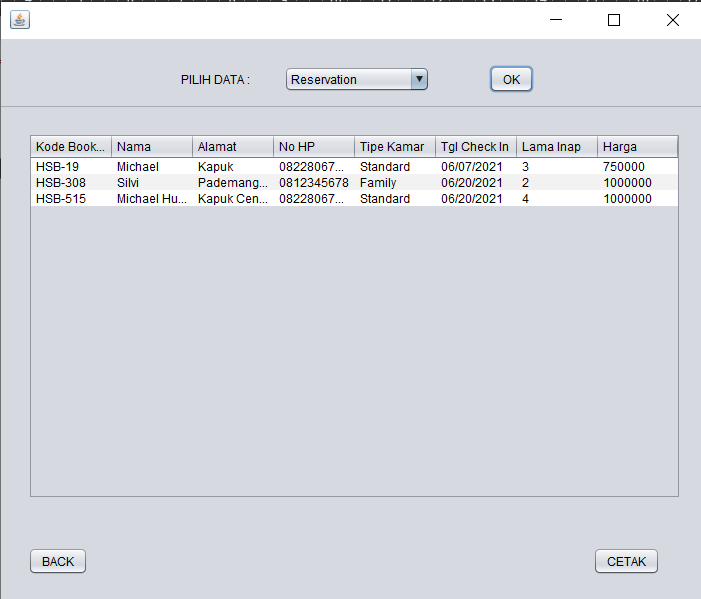 PILIH DATA : Reservation OK
Kode Book... Nama Alamat No HP Tipe Kamar Tgl Check In Lama Inap Harga
HSB-19 Michael Kapuk 08228067... Standard 06/07/2021 3 750000
HSB-308 Silvi Pademang... 0812345678 Family 06/20/2021 2 1000000
HSB-515 Michael Hu... Kapuk Cen... 08228067... Standard 06/20/2021 4 1000000
BACK CETAK